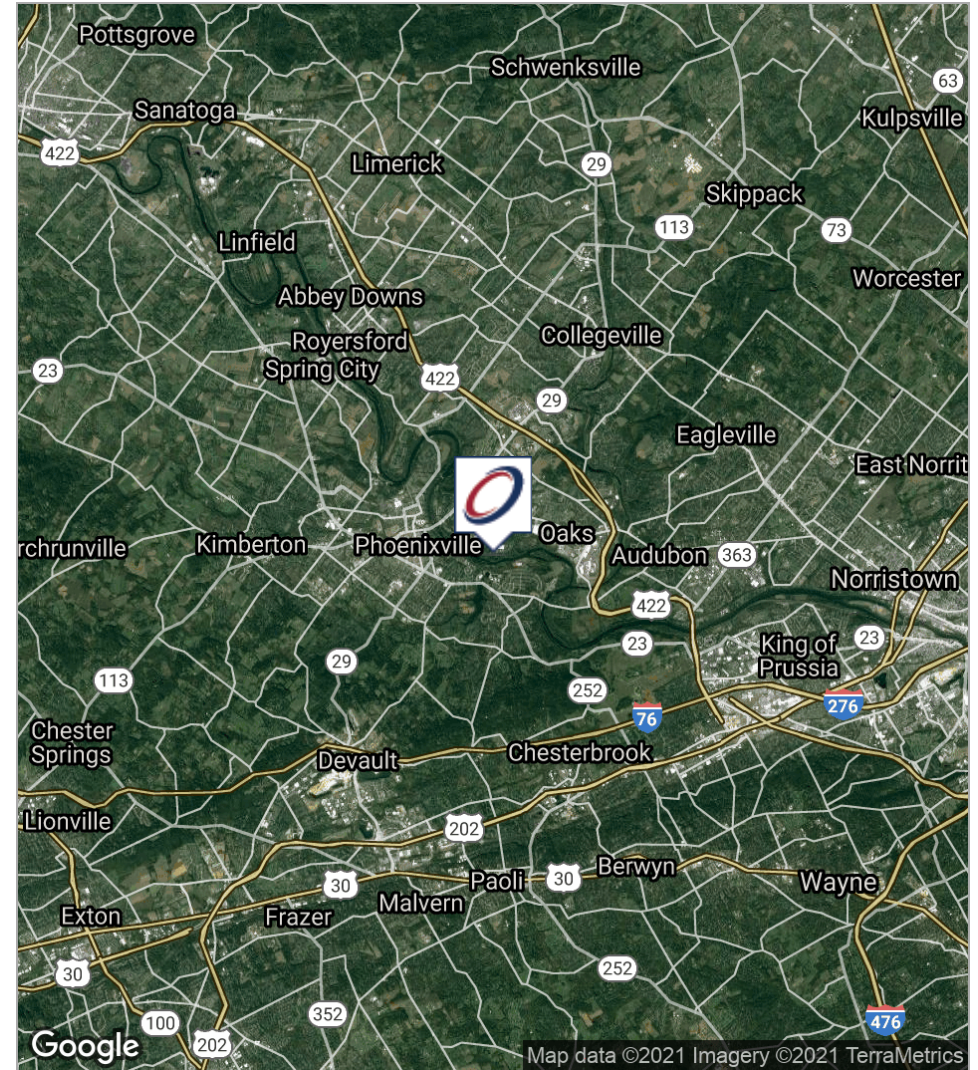 Pottsgrove
Schwenksville
63
Sanatoga
Kulpsville
422
Limerick
29
Skippack
113
73
Linfield
Worcester
Abbey Downs
Collegeville
Royersford
Spring City
23
422
29
Eagleville
East Norrit
Oaks
rchrunville
Kimberton
Phoenixville
Audubon
363
Norristown
422
23
King of
Prussia
23
29
113
252
76
276
Chester
Springs
Devault
Chesterbrook
Lionville
202
Berwyn
30
Paoli
30
Wayne
Malvern
Exton
Frazer
252
30
352
100
476
202
Google
Map data ©2021 Imagery ©2021 TerraMetrics